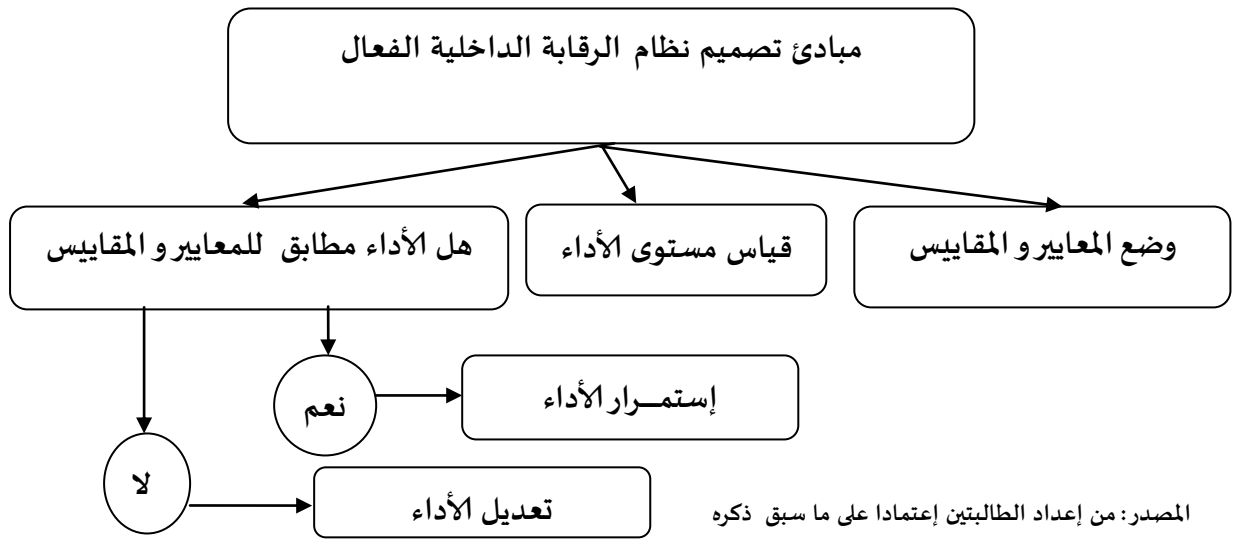 مبادئ تصميم نظام الرقابة الداخلية الفعال
وضع المعايير و المقاييس
قياس مستوى الأداء
هل الأداء مطابق للمعايير و المقاييس
نعم
إستمــرار الأداء
لا
تعديل الأداء
المصدر: من إعداد الطالبتين إعتمادا على ما سبق ذكره